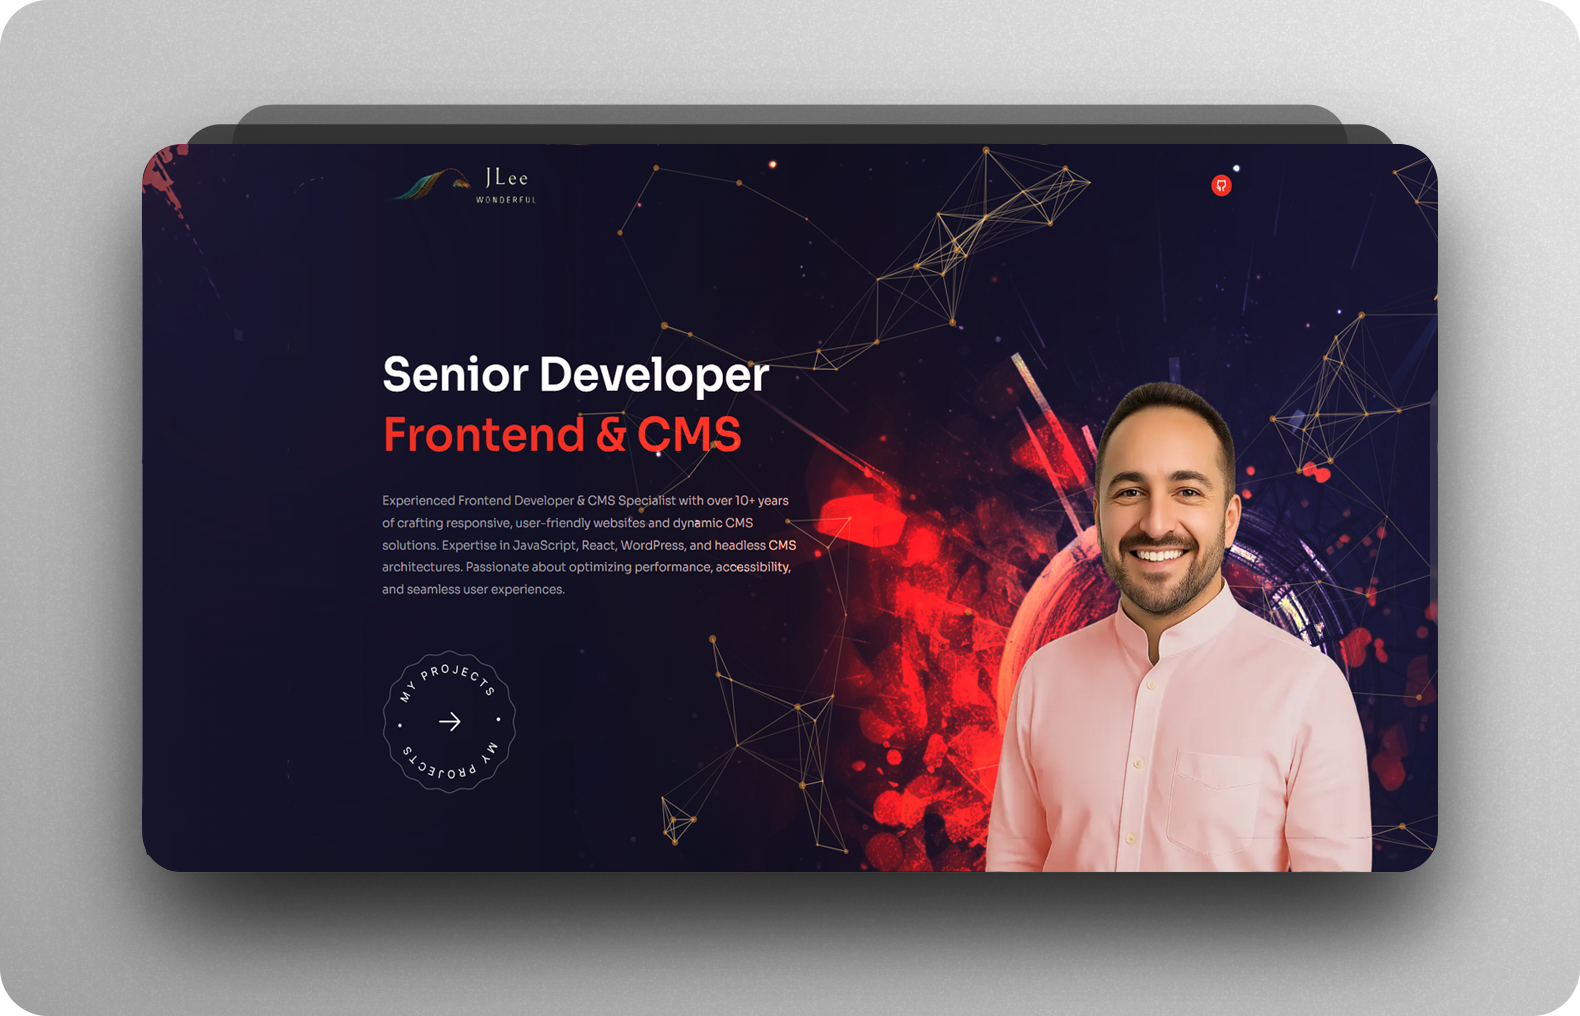 JLee
WONDERFUL
Senior Developer
Frontend & CMS
Experienced Frontend Developer & CMS Specialist with over 10+ years
of crafting responsive, user-friendly websites and dynamic CMS
solutions. Expertise in JavaScript, React, WordPress, and headless CMS
architectures. Passionate about optimizing performance, accessibility,
and seamless user experiences.
MY PROJECTS • MY PROJECTS •